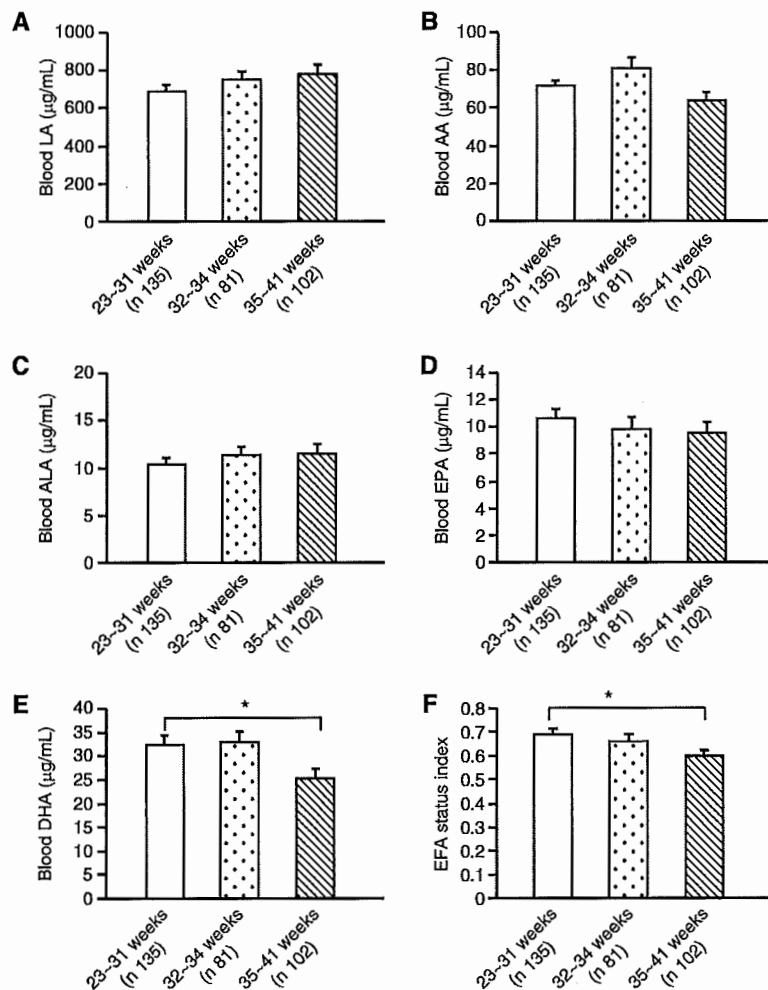 A
Blood LA (μg/mL)
1000
800
600
400
200
0
23~31 weeks
(n 135)
32~34 weeks
(n 81)
35~41 weeks
(n 102)
B
Blood AA (μg/mL)
100
80
60
40
20
0
23~31 weeks
(n 135)
32~34 weeks
(n 81)
35~41 weeks
(n 102)
C
Blood ALA (μg/mL)
20
15
10
5
0
23~31 weeks
(n 135)
32~34 weeks
(n 81)
35~41 weeks
(n 102)
D
Blood EPA (μg/mL)
14
12
10
8
6
4
2
0
23~31 weeks
(n 135)
32~34 weeks
(n 81)
35~41 weeks
(n 102)
E
Blood DHA (μg/mL)
40
35
30
25
20
15
10
5
0
*
23~31 weeks
(n 135)
32~34 weeks
(n 81)
35~41 weeks
(n 102)
F
EFA status index
0.8
0.7
0.6
0.5
0.4
0.3
0.2
0.1
0
*
23~31 weeks
(n 135)
32~34 weeks
(n 81)
35~41 weeks
(n 102)